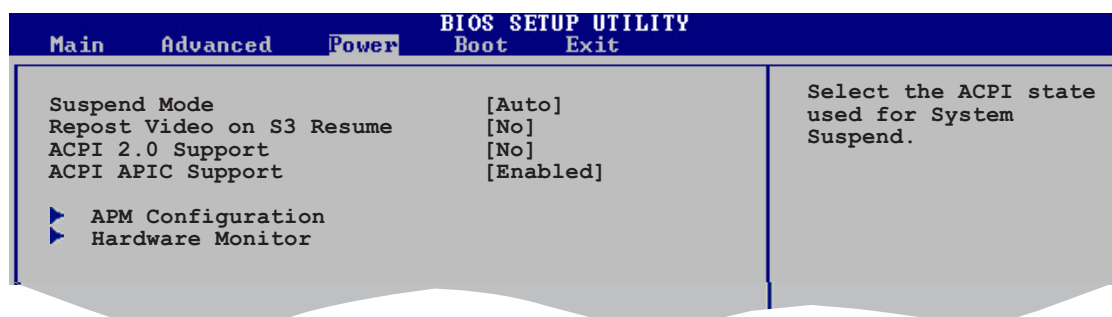 BIOS SETUP UTILITY
Main Advanced Power Boot Exit
Suspend Mode [Auto]
Repost Video on S3 Resume [No]
ACPI 2.0 Support [No]
ACPI APIC Support [Enabled]
APM Configuration
Hardware Monitor
Select the ACPI state
used for System
Suspend.